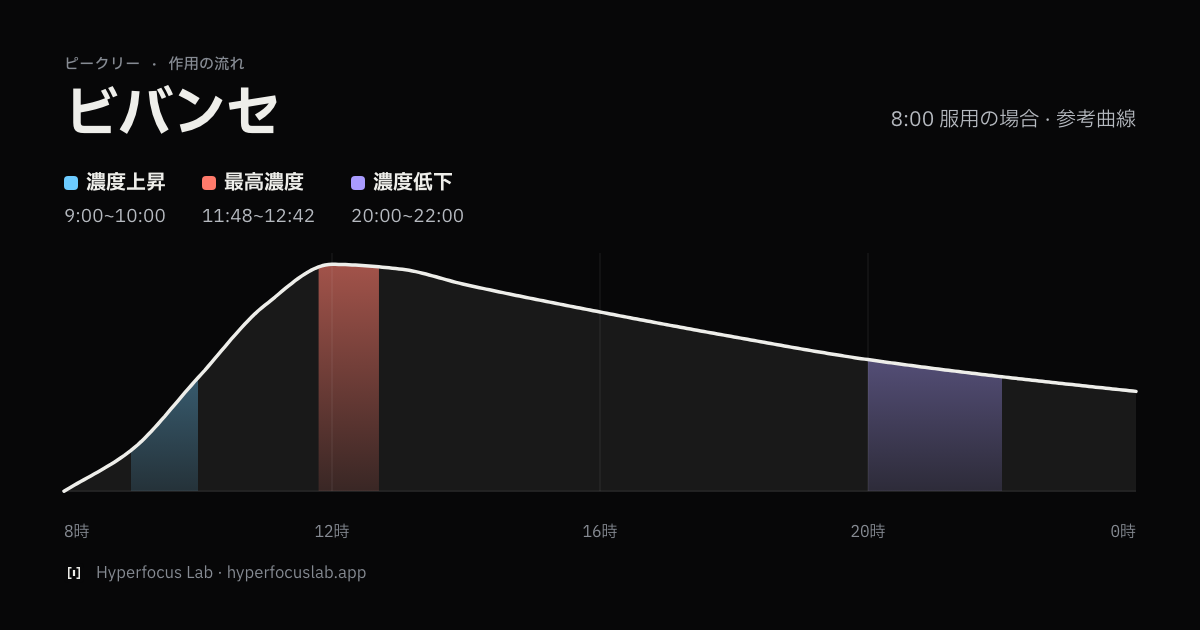 ピークリー · 作用の流れ
ビバンセ
8:00 服用の場合 · 参考曲線
濃度上昇 最高濃度 濃度低下
9:00~10:00 11:48~12:42 20:00~22:00
8時 12時 16時 20時 0時
Hyperfocus Lab · hyperfocuslab.app